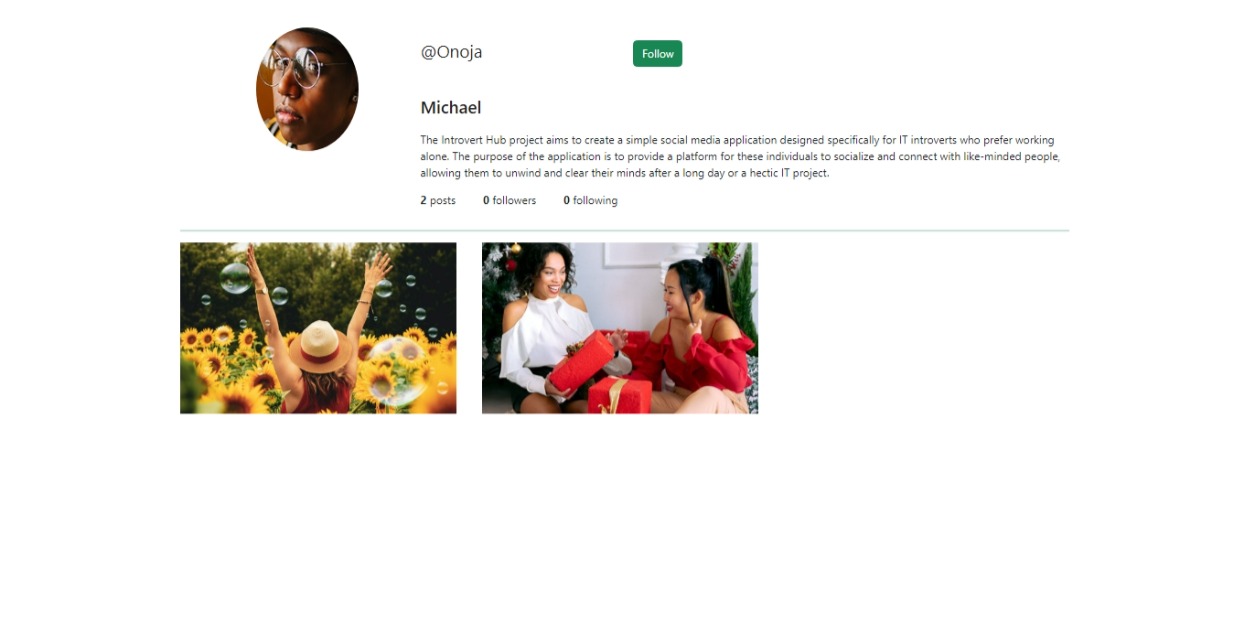 @Onoja
Follow
Michael
The Introvert Hub project aims to create a simple social media application designed specifically for IT introverts who prefer working
alone. The purpose of the application is to provide a platform for these individuals to socialize and connect with like-minded people,
allowing them to unwind and clear their minds after a long day or a hectic IT project.
2 posts 0 followers 0 following